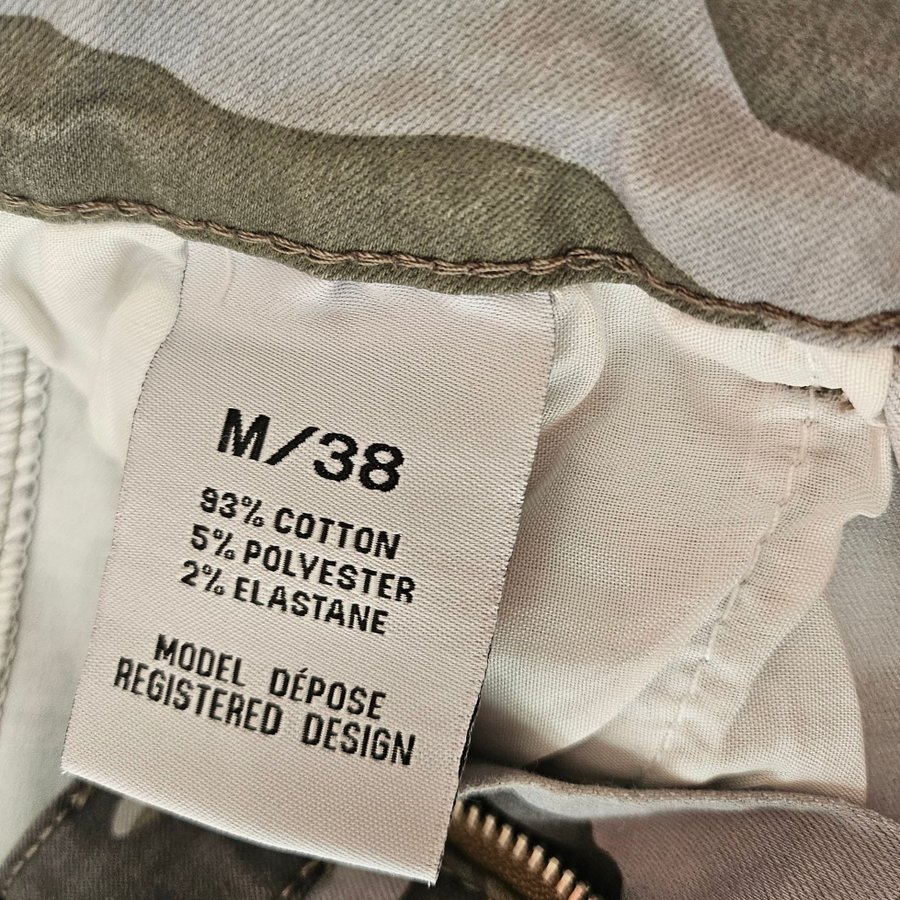 M/38
93% COTTON
5% POLYESTER
2% ELASTANE
MODEL DÉPOSE
REGISTERED DESIGN